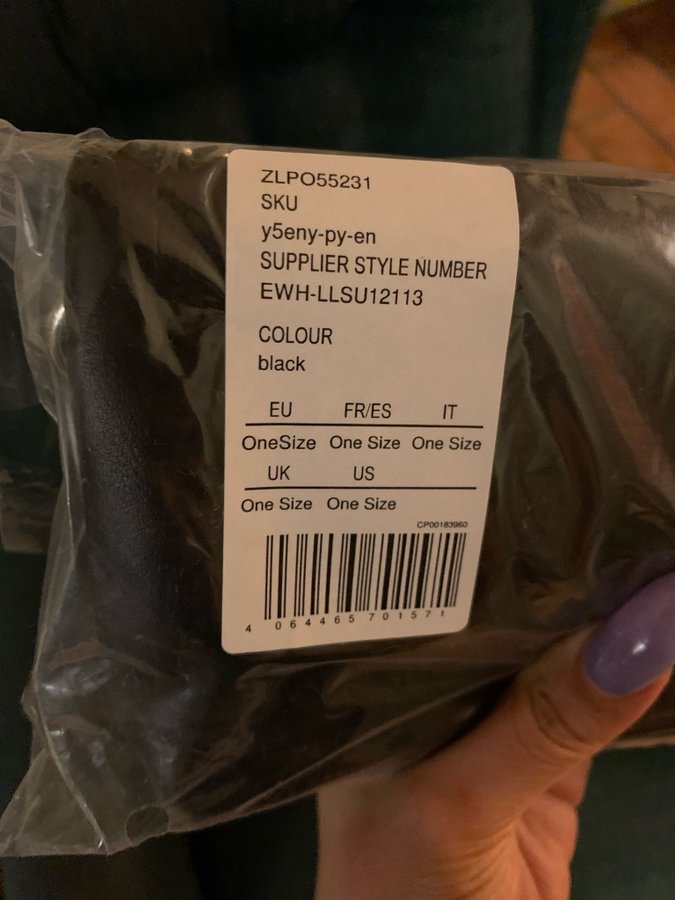 ZLPO55231
SKU
y5eny-py-en
SUPPLIER STYLE NUMBER
EWH-LLSU12113
COLOUR
black
EU FR/ES IT
OneSize One Size One Size
UK US
One Size One Size
CP00183960
4 064465 701571